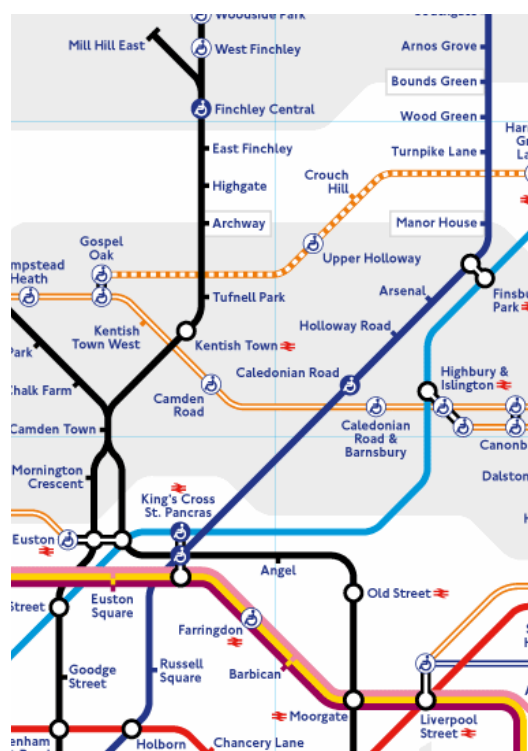 Woodside Park
Mill Hill East
West Finchley
Arnos Grove
Bounds Green
Finchley Central
Wood Green
East Finchley
Turnpike Lane
Highgate
Crouch
Hill
Archway
Manor House
Gospel
Oak
Upper Holloway
Heath
Tufnell Park
Arsenal
Park
Kentish
Town West
Kentish Town
Holloway Road
Caledonian Road
Highbury &
Islington
Chalk Farm
Camden
Road
Camden Town
Caledonian
Road &
Barnsbury
Mornington
Crescent
King's Cross
St. Pancras
Euston
Angel
Street
Euston
Square
Old Street
Farringdon
Goodge
Street
Russell
Square
Barbican
Moorgate
Liverpool
Street
Holborn
Chancery Lane